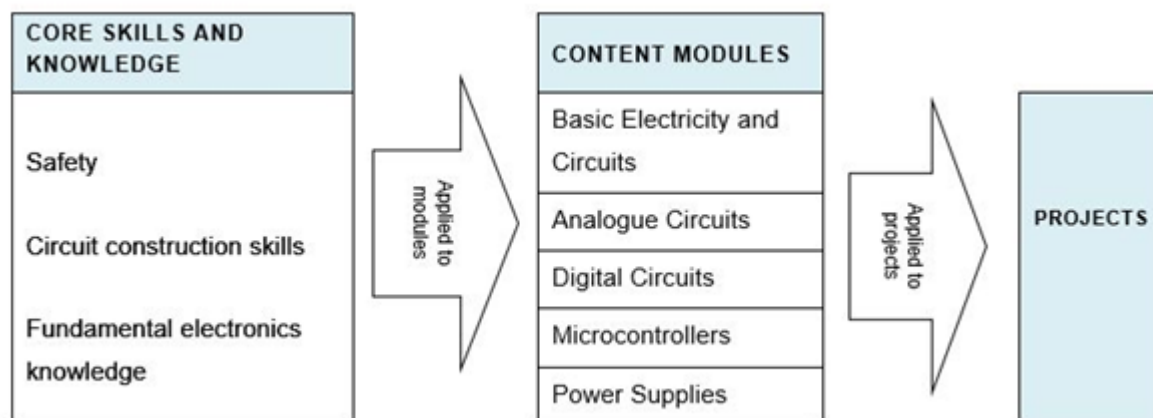 CORE SKILLS AND
KNOWLEDGE
Safety
Circuit construction skills
Fundamental electronics
knowledge
Applied to
modules
CONTENT MODULES
Basic Electricity and
Circuits
Analogue Circuits
Digital Circuits
Microcontrollers
Power Supplies
Applied to
projects
PROJECTS